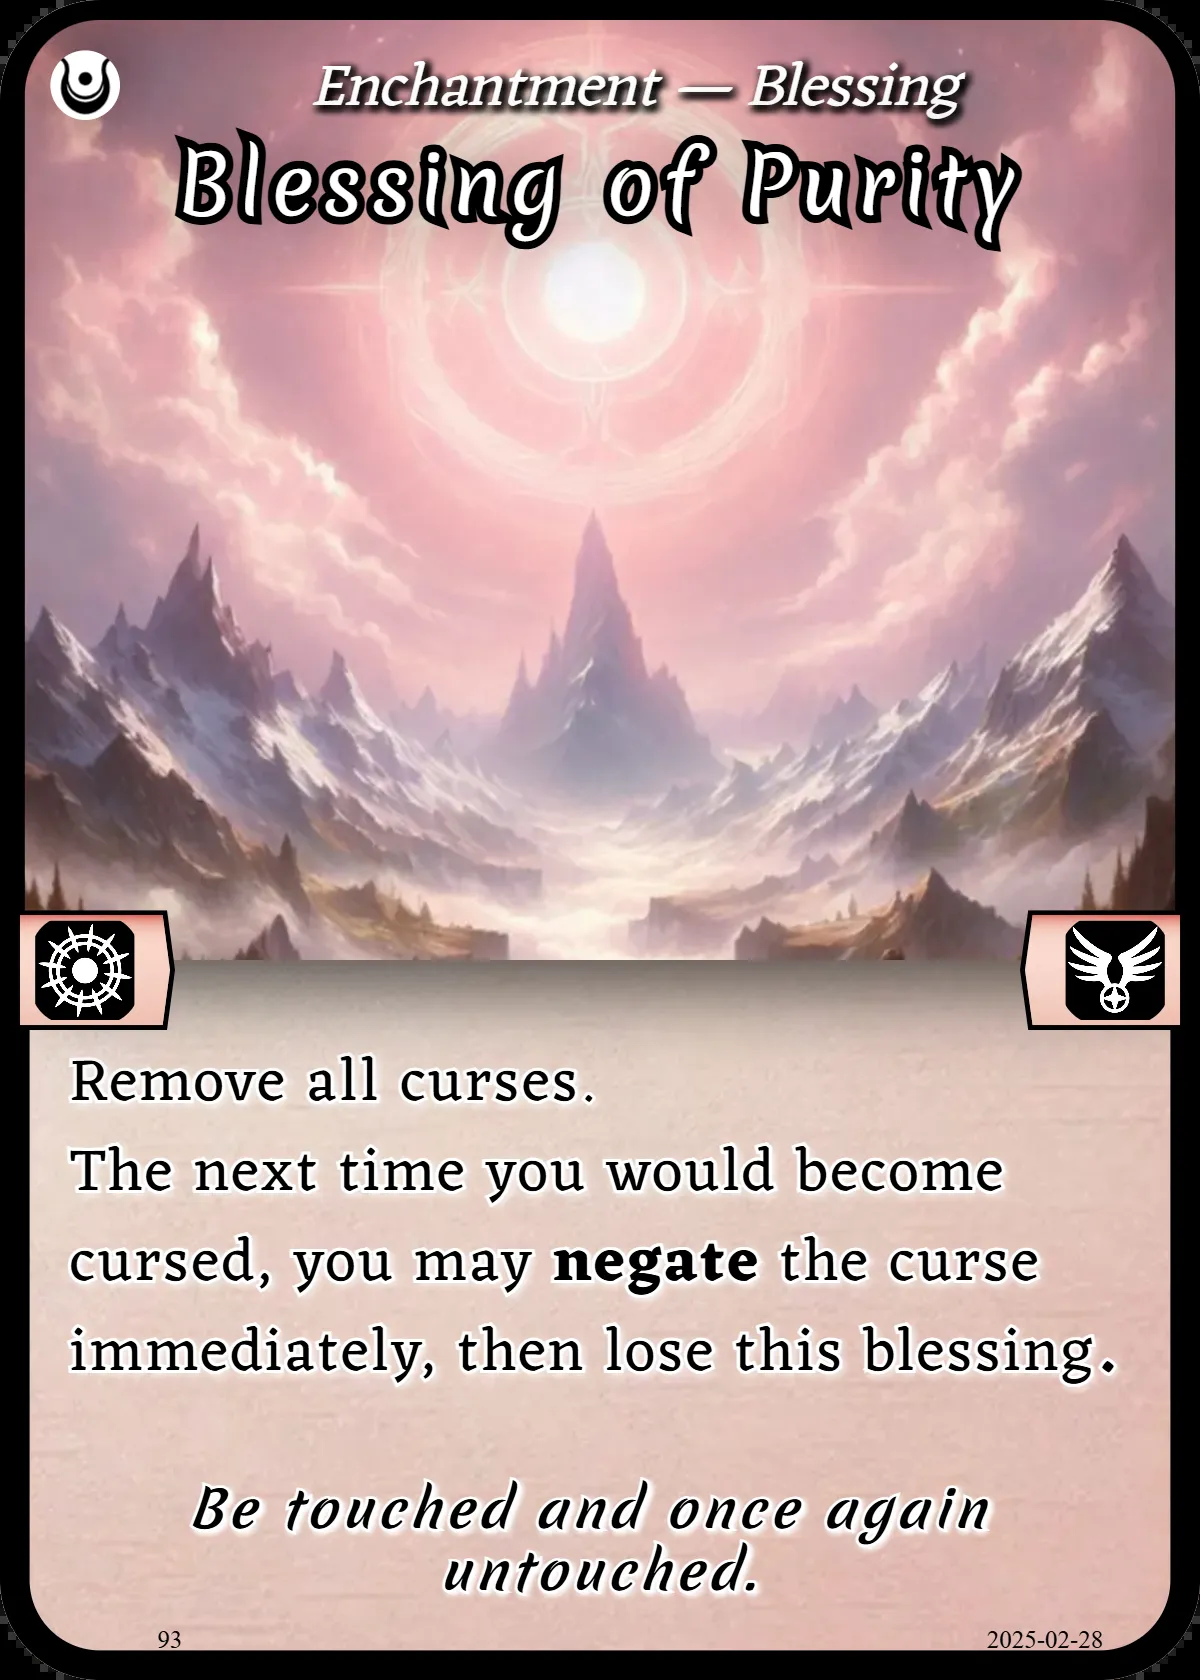 Enchantment — Blessing
Blessing of Purity
Remove all curses.
The next time you would become
cursed, you may negate the curse
immediately, then lose this blessing.
Be touched and once again
untouched.
93
2025-02-28